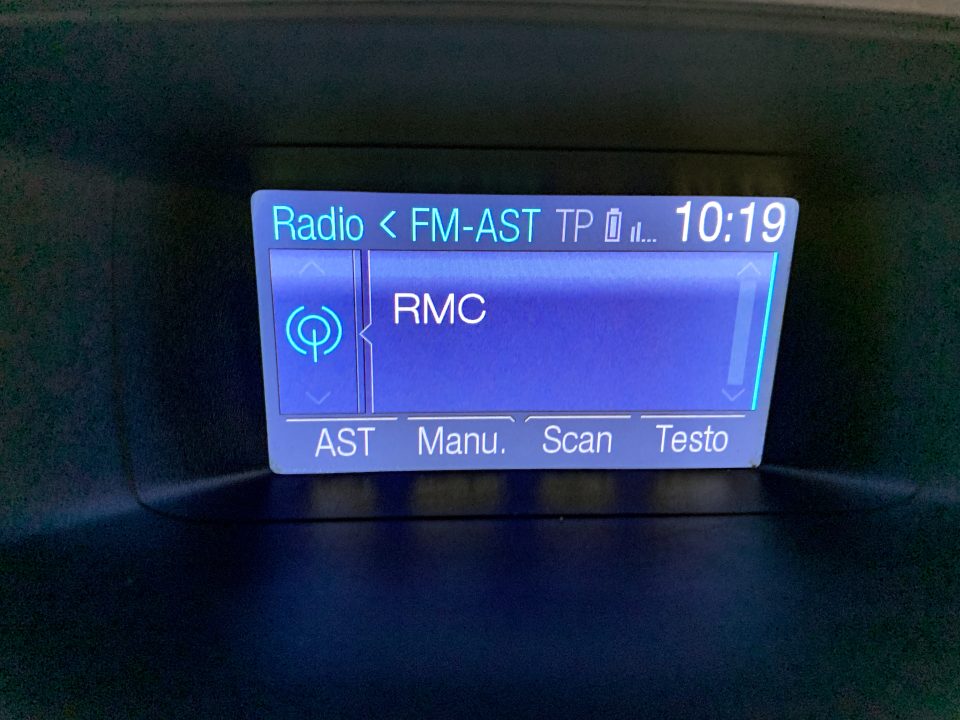 Radio < FM-AST TP 10:19
RMC
AST Manu. Scan Testo